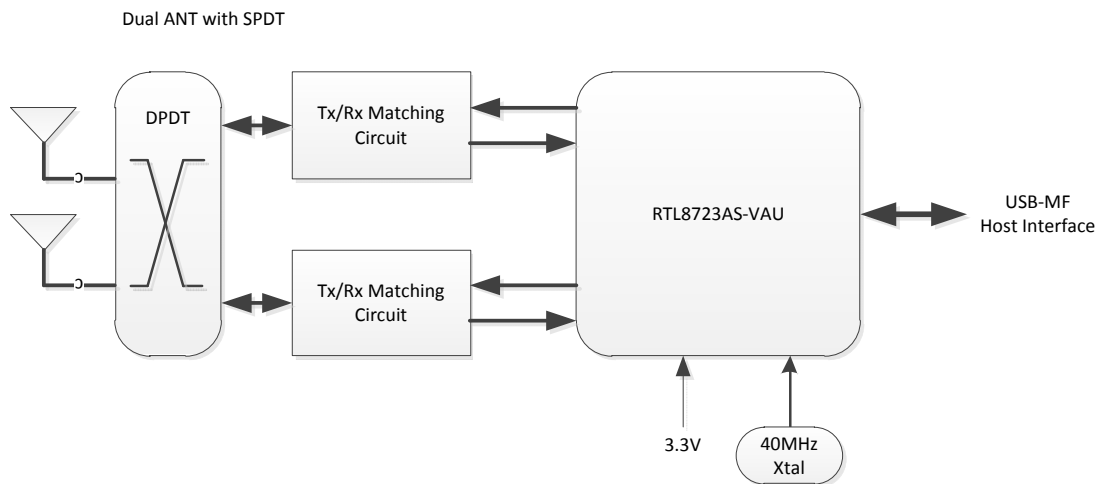 Dual ANT with SPDT
DPDT
Tx/Rx Matching
Circuit
Tx/Rx Matching
Circuit
RTL8723AS-VAU
USB-MF
Host Interface
3.3V
40MHz
Xtal